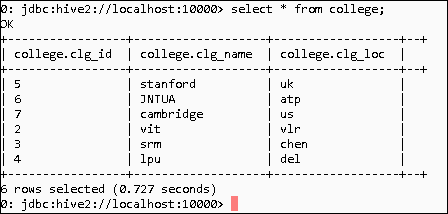 0: jdbc:hive2://localhost:10000> select * from college;
OK
+-----------------+-------------------+------------------+--+
| college.clg_id | college.clg_name | college.clg_loc |
+-----------------+-------------------+------------------+--+
| 5 | stanford | uk |
| 6 | JNTUA | atp |
| 7 | cambridge | us |
| 2 | vit | vlr |
| 3 | srm | chen |
| 4 | lpu | del |
+-----------------+-------------------+------------------+--+
6 rows selected (0.727 seconds)
0: jdbc:hive2://localhost:10000>